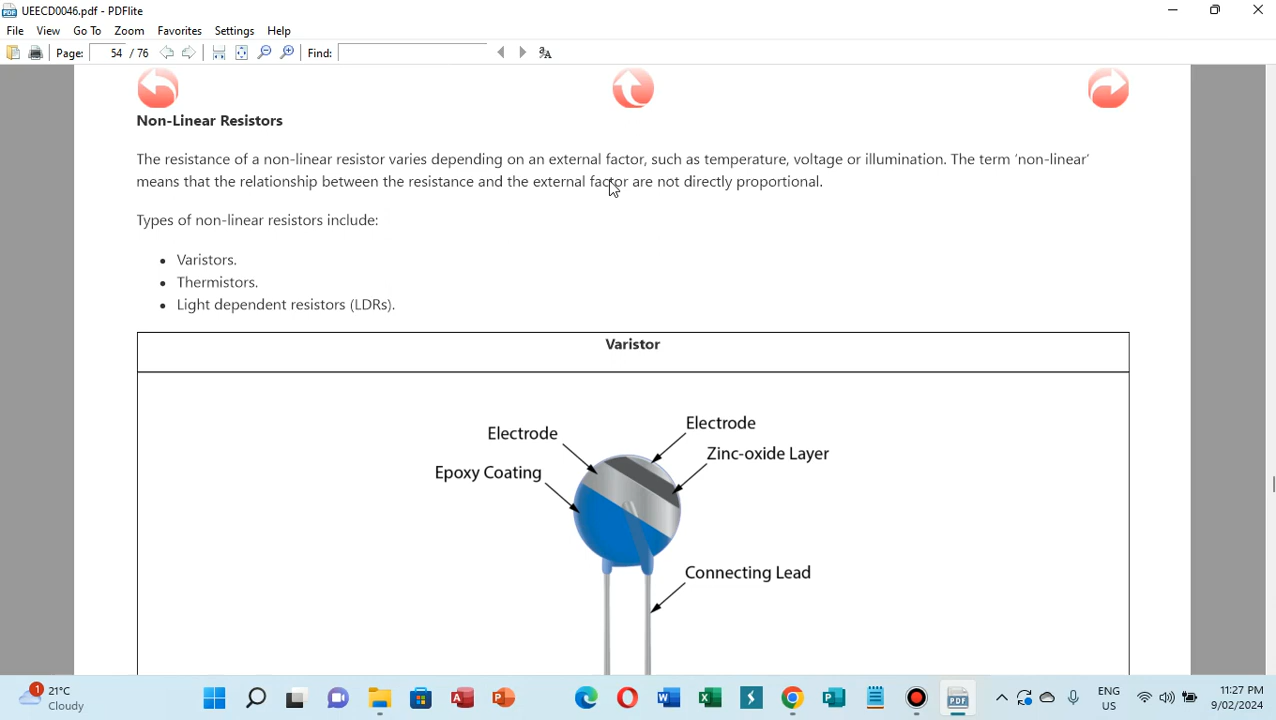 UEECD0046.pdf - PDFlite
File View Go To Zoom Favorites Settings Help
Page: 54 / 76 Find:
Non-Linear Resistors
The resistance of a non-linear resistor varies depending on an external factor, such as temperature, voltage or illumination. The term ‘non-linear’
means that the relationship between the resistance and the external factor are not directly proportional.
Types of non-linear resistors include:
• Varistors.
• Thermistors.
• Light dependent resistors (LDRs).
Varistor
Electrode
Electrode
Zinc-oxide Layer
Epoxy Coating
Connecting Lead
1
21°C
Cloudy
ENG
US
11:27 PM
9/02/2024